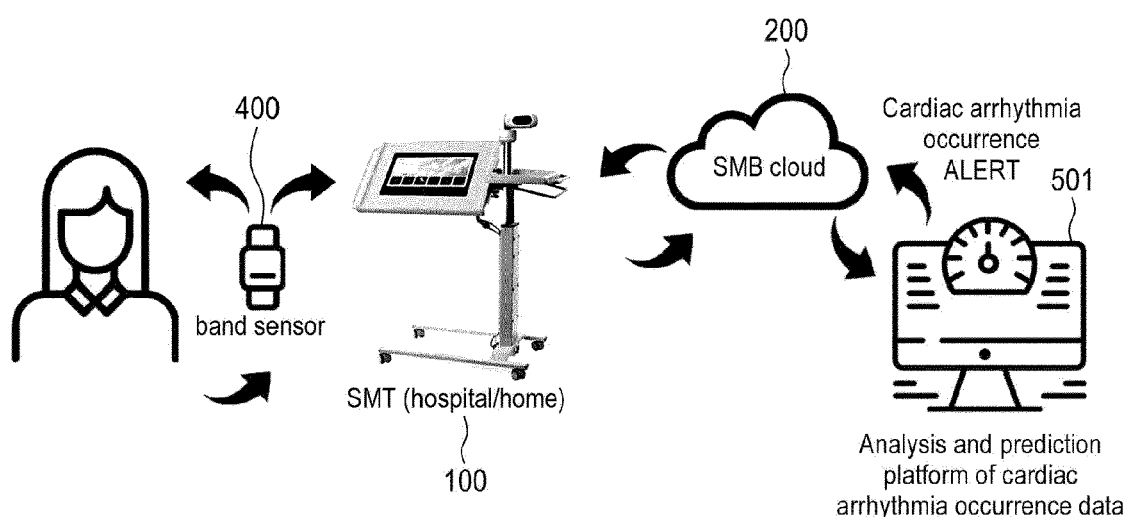 200
400
Cardiac arrhythmia
occurrence
ALERT
SMB cloud
501
band sensor
SMT (hospital/home)
100
Analysis and prediction
platform of cardiac
arrhythmia occurrence data